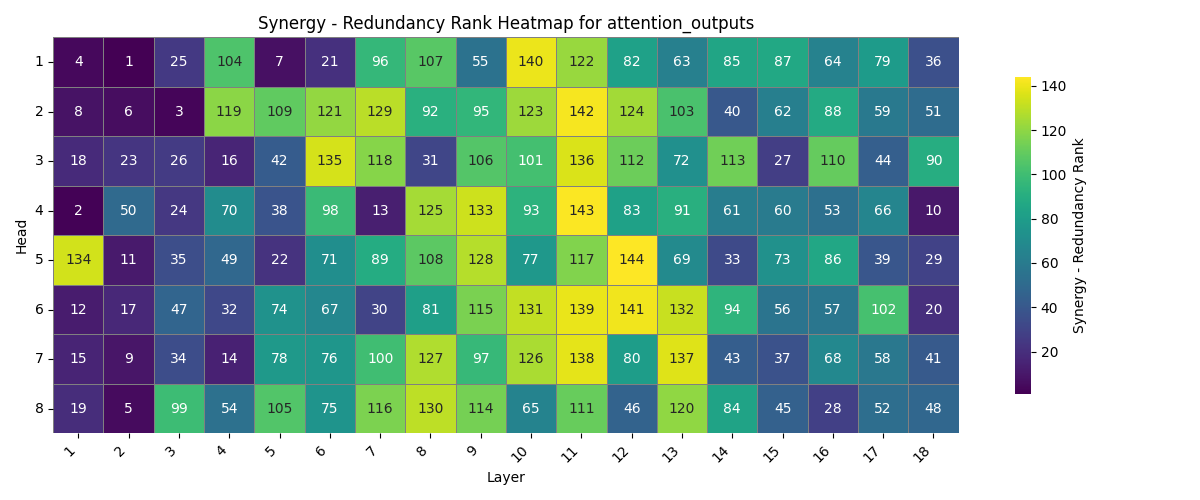 Synergy - Redundancy Rank Heatmap for attention_outputs
Head
1 4 1 25 104 7 21 96 107 55 140 122 82 63 85 87 64 79 36
2 8 6 3 119 109 121 129 92 95 123 142 124 103 40 62 88 59 51
3 18 23 26 16 42 135 118 31 106 101 136 112 72 113 27 110 44 90
4 2 50 24 70 38 98 13 125 133 93 143 83 91 61 60 53 66 10
5 134 11 35 49 22 71 89 108 128 77 117 144 69 33 73 86 39 29
6 12 17 47 32 74 67 30 81 115 131 139 141 132 94 56 57 102 20
7 15 9 34 14 78 76 100 127 97 126 138 80 137 43 37 68 58 41
8 19 5 99 54 105 75 116 130 114 65 111 46 120 84 45 28 52 48
1 2 3 4 5 6 7 8 9 10 11 12 13 14 15 16 17 18
Layer
140
120
100
80
60
40
20
Synergy - Redundancy Rank